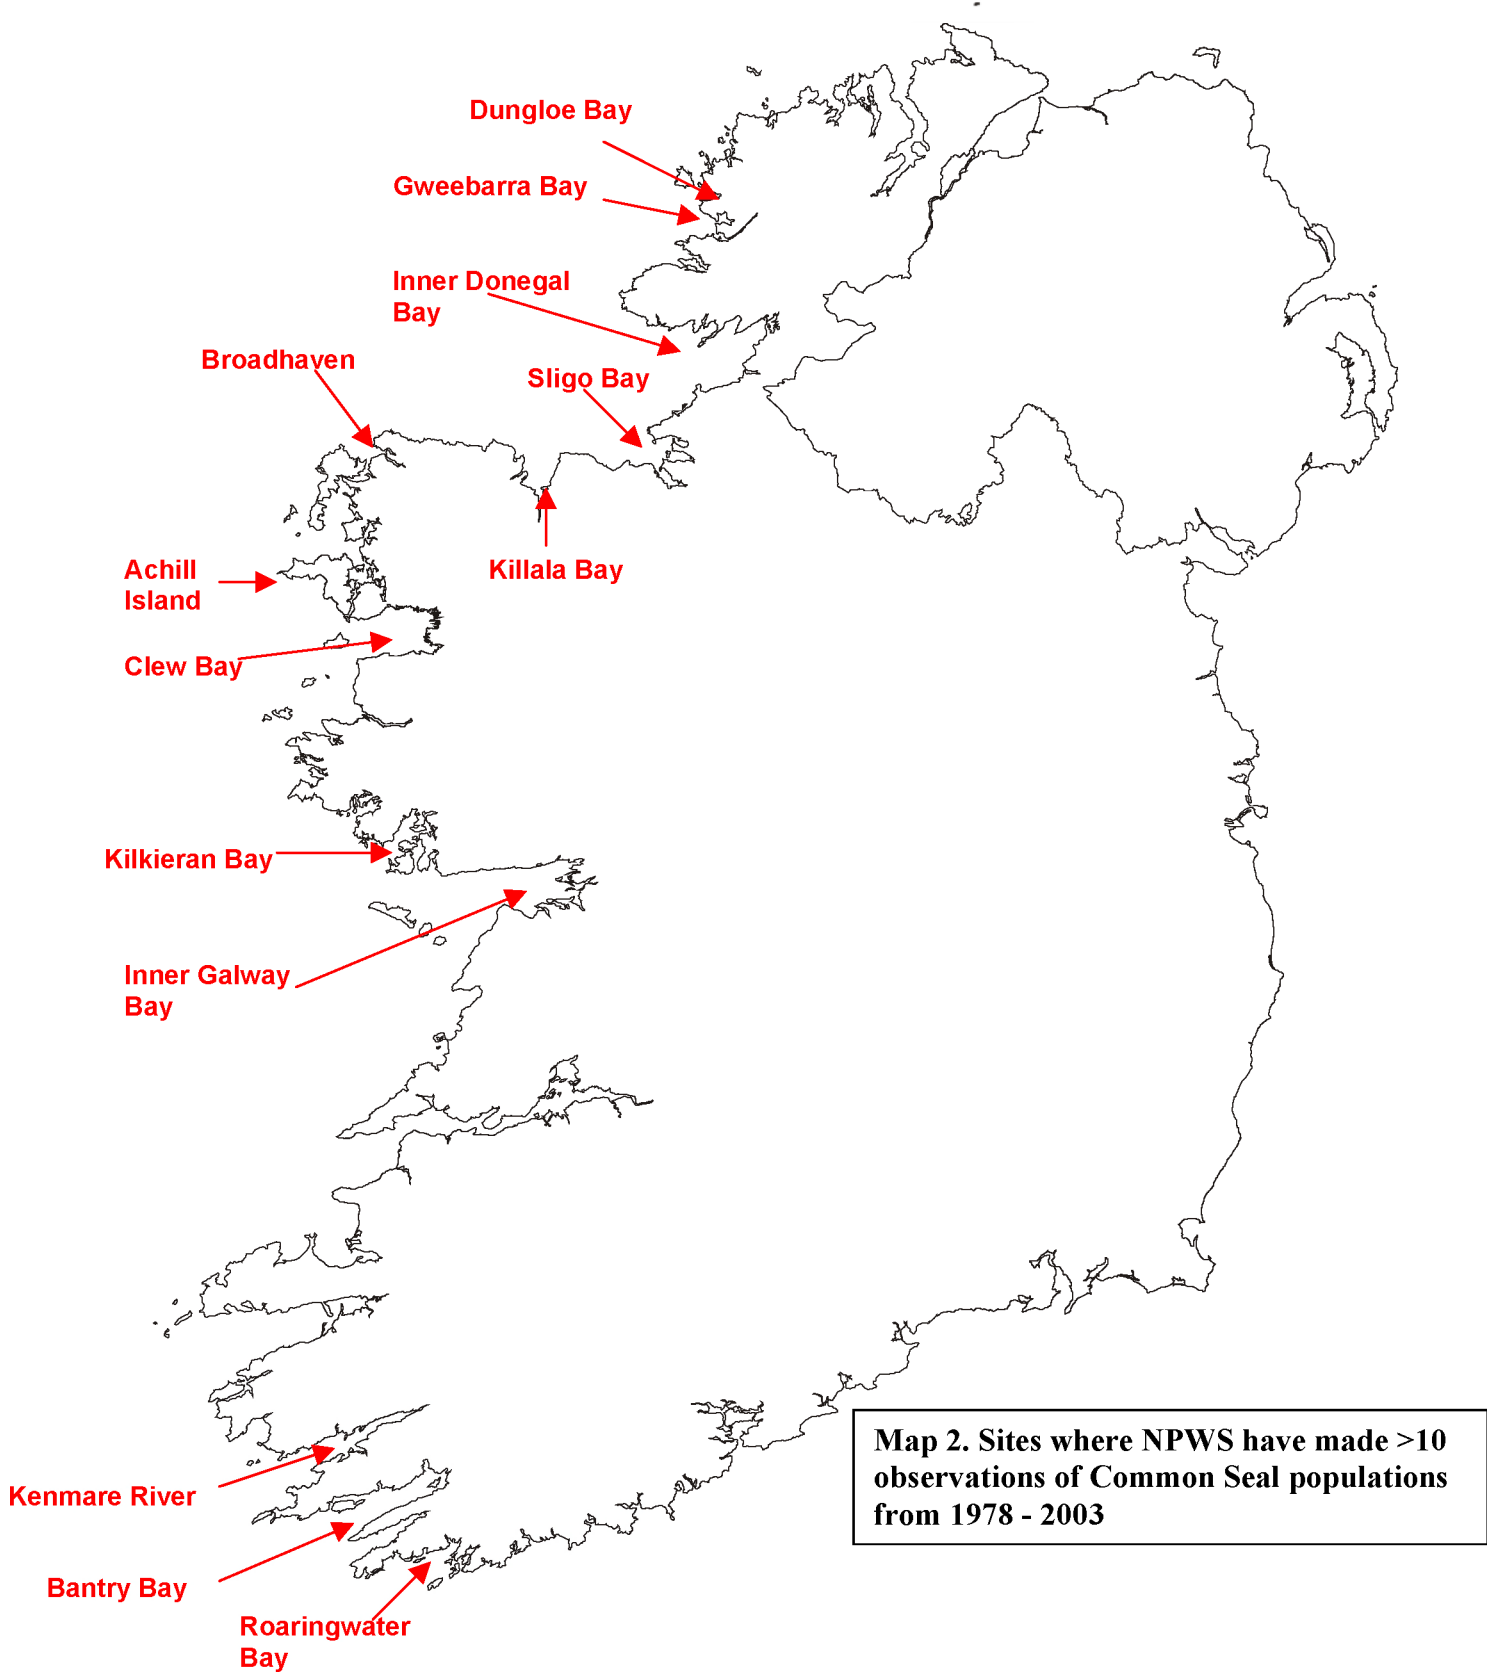 Dungloe Bay
Gweebarra Bay
Inner Donegal
Bay
Broadhaven
Sligo Bay
Achill
Island
Killala Bay
Clew Bay
Kilkieran Bay
Inner Galway
Bay
Map 2. Sites where NPWS have made >10
observations of Common Seal populations
from 1978 - 2003
Kenmare River
Bantry Bay
Roaringwater
Bay